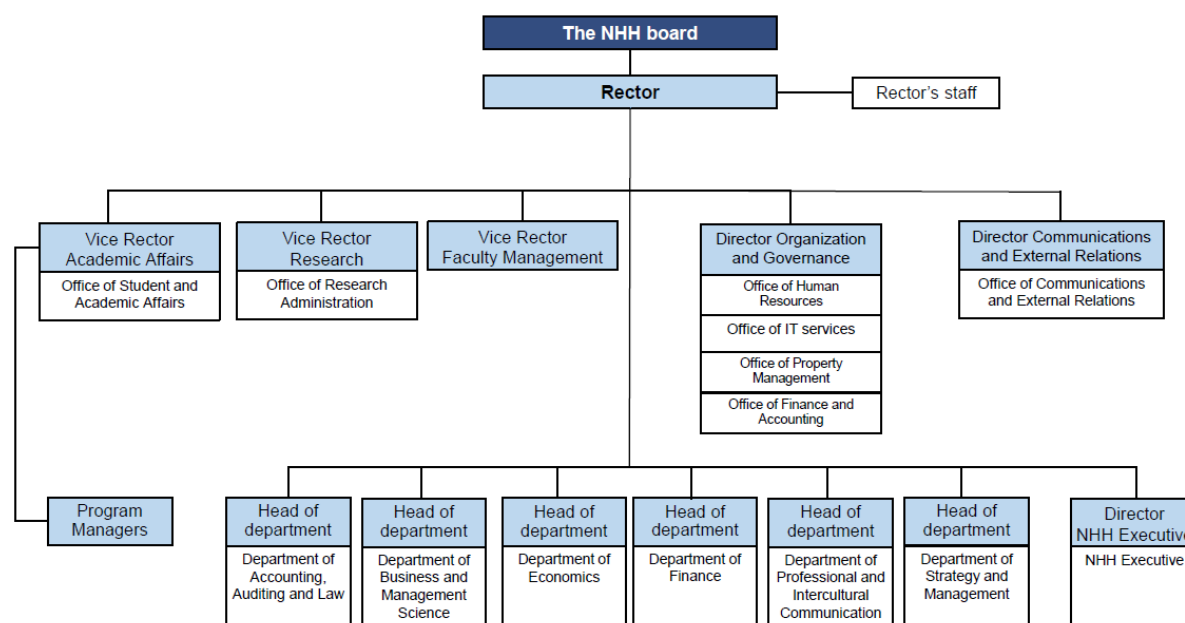 The NHH board
Rector
Rector's staff
Vice Rector
Academic Affairs
Office of Student and
Academic Affairs
Vice Rector
Research
Office of Research
Administration
Vice Rector
Faculty Management
Director Organization
and Governance
Office of Human
Resources
Office of IT services
Office of Property
Management
Office of Finance and
Accounting
Director Communications
and External Relations
Office of Communications
and External Relations
Program
Managers
Head of
department
Department of
Accounting,
Auditing and Law
Head of
department
Department of
Business and
Management
Science
Head of
department
Department of
Economics
Head of
department
Department of
Finance
Head of
department
Department of
Professional and
Intercultural
Communication
Head of
department
Department of
Strategy and
Management
Director
NHH Executive
NHH Executive